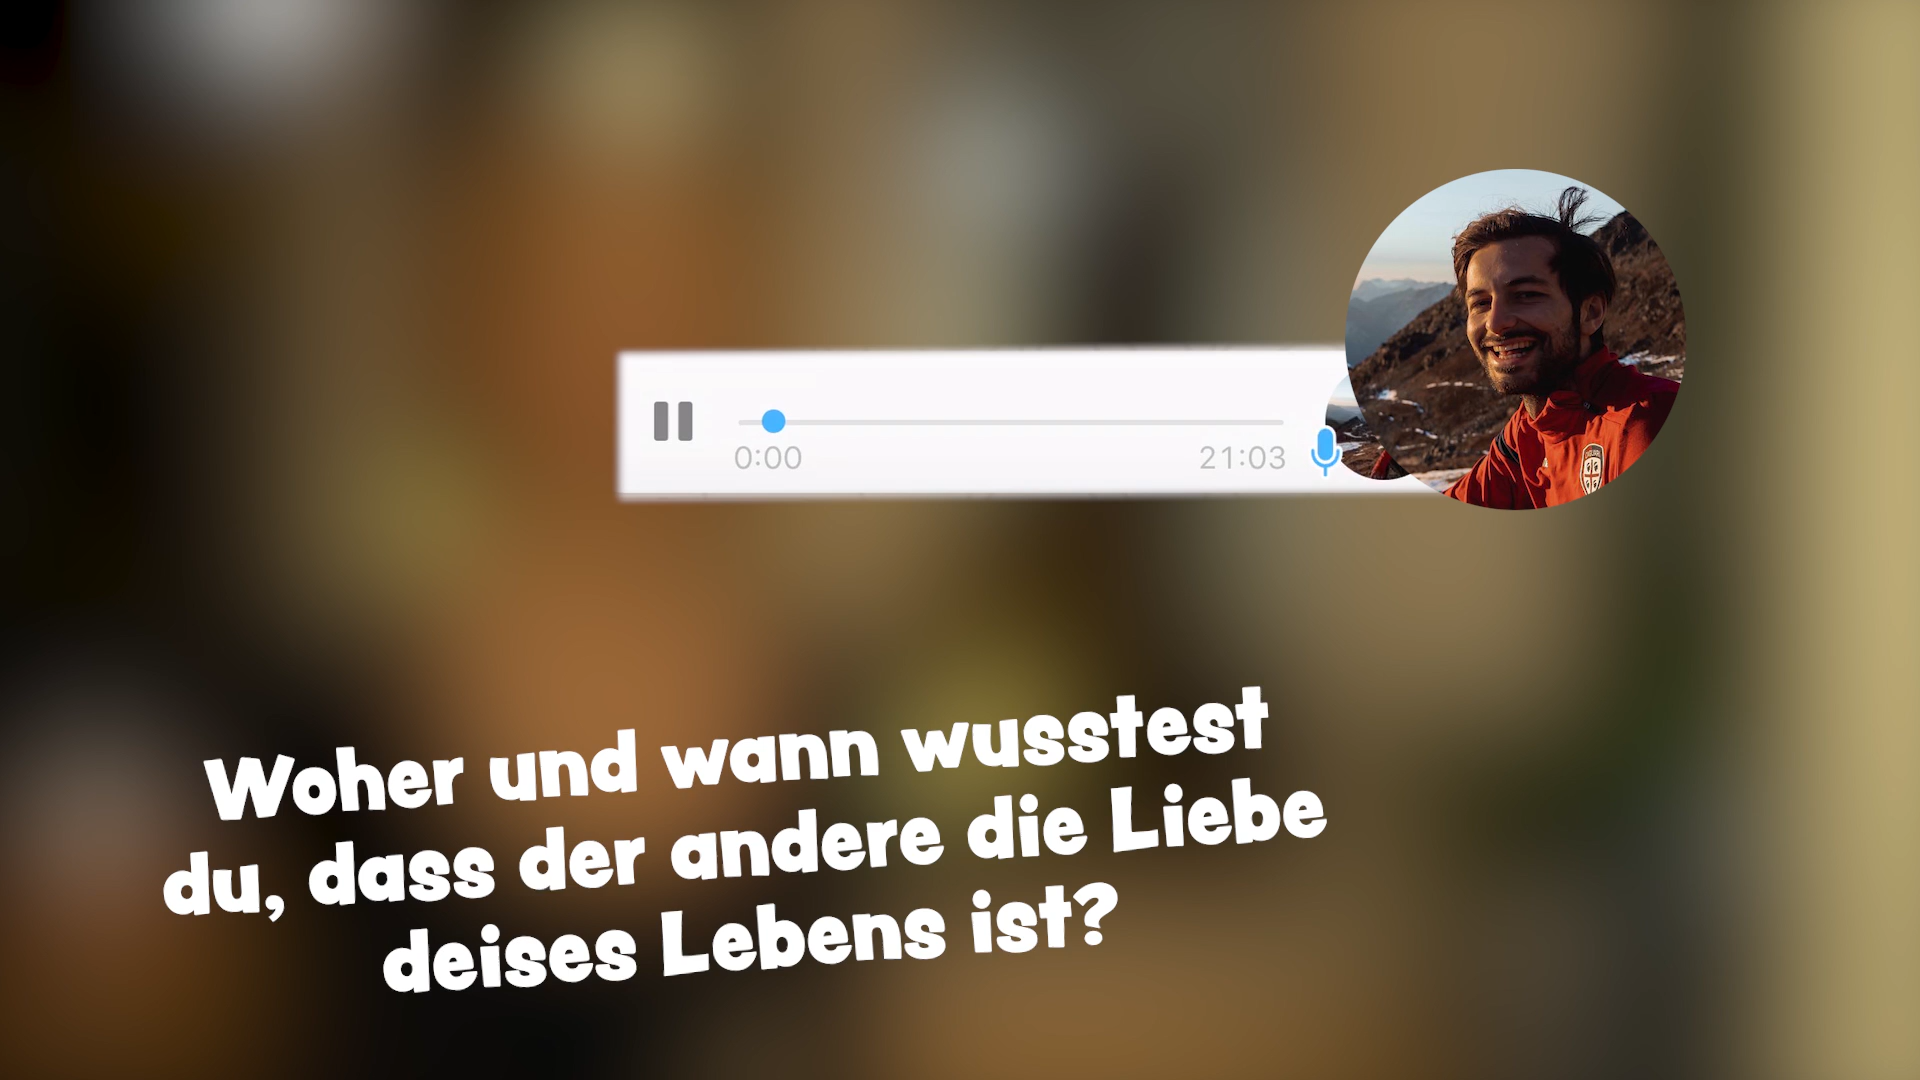 0:00
21:03
Woher und wann wusstest
du, dass der andere die Liebe
deises Lebens ist?